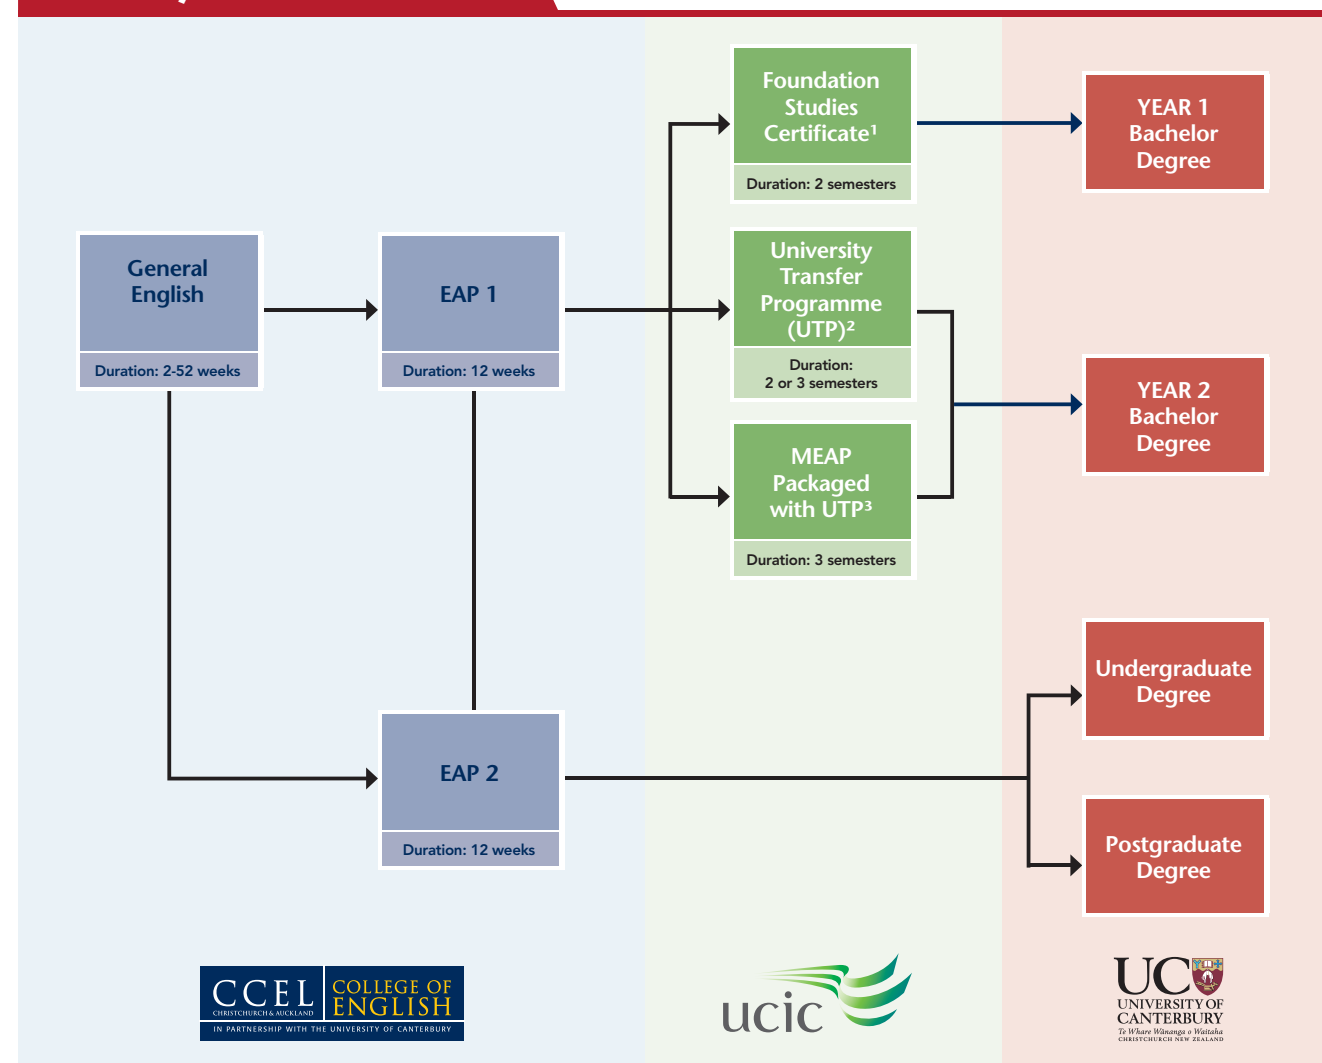 General
English
Duration: 2-52 weeks
EAP 1
Duration: 12 weeks
EAP 2
Duration: 12 weeks
Foundation
Studies
Certificate¹
Duration: 2 semesters
University
Transfer
Programme
(UTP)²
Duration:
2 or 3 semesters
MEAP
Packaged
with UTP³
Duration: 3 semesters
YEAR 1
Bachelor
Degree
YEAR 2
Bachelor
Degree
Undergraduate
Degree
Postgraduate
Degree
CCEL
CHRISTCHURCH & AUCKLAND
COLLEGE OF
ENGLISH
IN PARTNERSHIP WITH THE UNIVERSITY OF CANTERBURY
ucic
UC
UNIVERSITY OF
CANTERBURY
Te Whare Wānanga o Waitaha
CHRISTCHURCH NEW ZEALAND